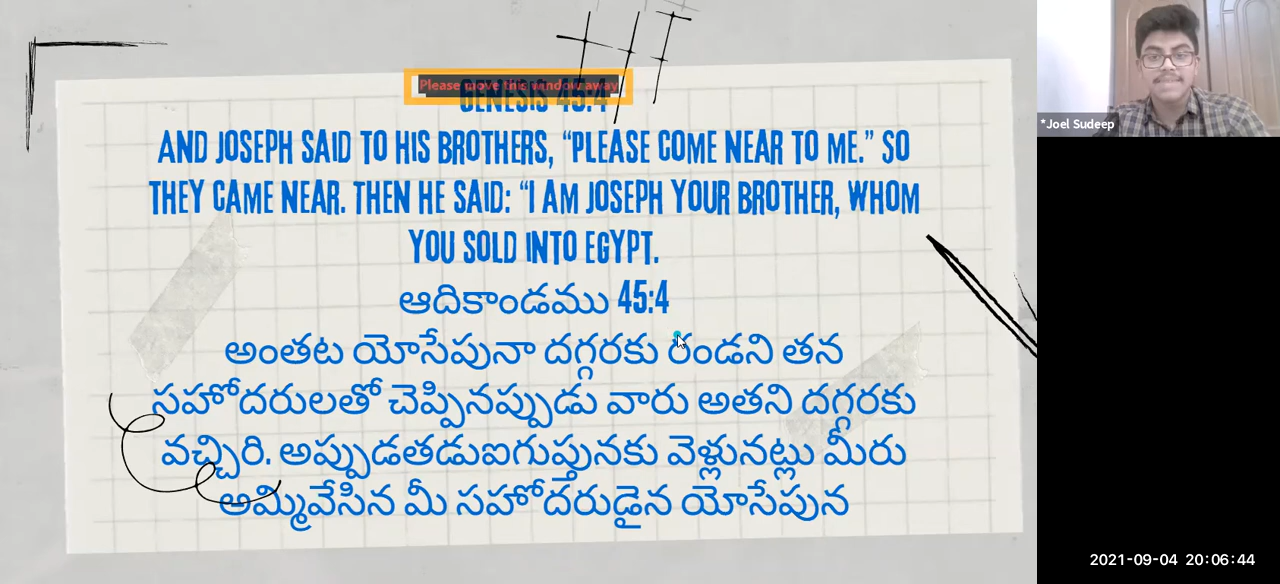 Please move this window away
GENESIS 45:4
AND JOSEPH SAID TO HIS BROTHERS, “PLEASE COME NEAR TO ME.” SO
THEY CAME NEAR. THEN HE SAID: “I AM JOSEPH YOUR BROTHER, WHOM
YOU SOLD INTO EGYPT.
ఆదికాండము 45:4
అంతట యోసేపునా దగ్గరకు రండని తన
సహోదరులతో చెప్పినప్పుడు వారు అతని దగ్గరకు
వచ్చిరి. అప్పుడతడుఐగుప్తునకు వెళ్లునట్లు మీరు
అమ్మివేసిన మీ సహోదరుడైన యోసేపున
*Joel Sudeep
2021-09-04 20:06:44